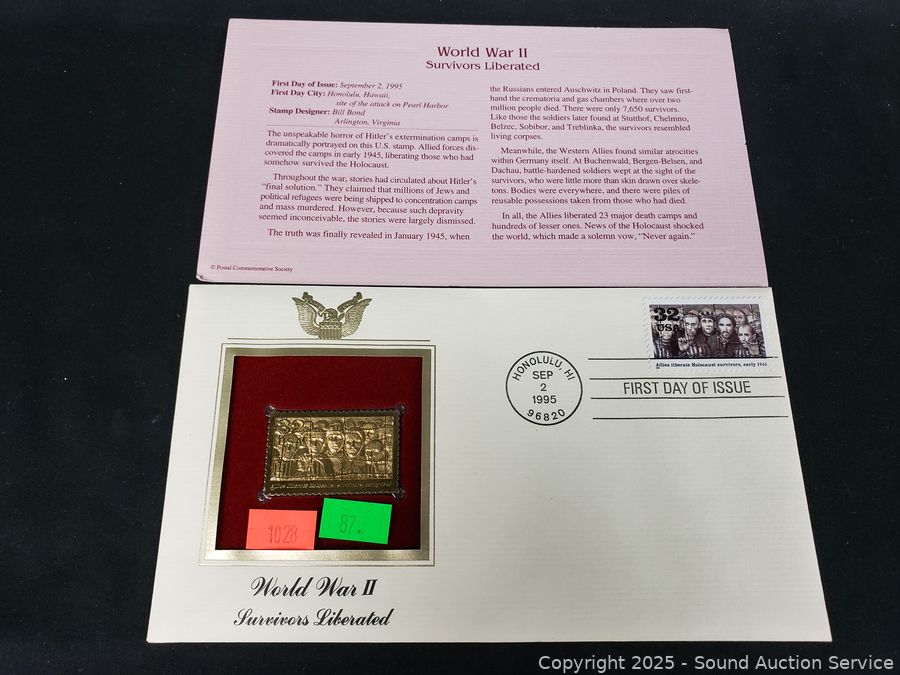 World War II
Survivors Liberated
First Day of Issue: September 2, 1995
First Day City: Honolulu, Hawaii,
site of the attack on Pearl Harbor
Stamp Designer: Bill Bond
Arlington, Virginia
The unspeakable horror of Hitler's extermination camps is
dramatically portrayed on this U.S. stamp. Allied forces dis-
covered the camps in early 1945, liberating those who had
somehow survived the Holocaust.
Throughout the war, stories had circulated about Hitler's
"final solution." They claimed that millions of Jews and
political refugees were being shipped to concentration camps
and mass murdered. However, because such depravity
seemed inconceivable, the stories were largely dismissed.
The truth was finally revealed in January 1945, when
the Russians entered Auschwitz in Poland. They saw first-
hand the crematoria and gas chambers where over two
million people died. There were only 7,650 survivors.
Like those the soldiers later found at Stutthof, Chelmno,
Belzec, Sobibor, and Treblinka, the survivors resembled
living corpses.
Meanwhile, the Western Allies found similar atrocities
within Germany itself. At Buchenwald, Bergen-Belsen, and
Dachau, battle-hardened soldiers wept at the sight of the
survivors, who were little more than skin drawn over skele-
tons. Bodies were everywhere, and there were piles of
reusable possessions taken from those who had died.
In all, the Allies liberated 23 major death camps and
hundreds of lesser ones. News of the Holocaust shocked
the world, which made a solemn vow, "Never again."
© Postal Commemorative Society
32
USA
Allies liberate Holocaust survivors, early 1945
HONOLULU, HI
SEP
2
1995
96820
FIRST DAY OF ISSUE
Allies liberate Holocaust survivors, early 1945
1028
87.
World War II
Survivors Liberated
Copyright © 2025 - Sound Auction Service